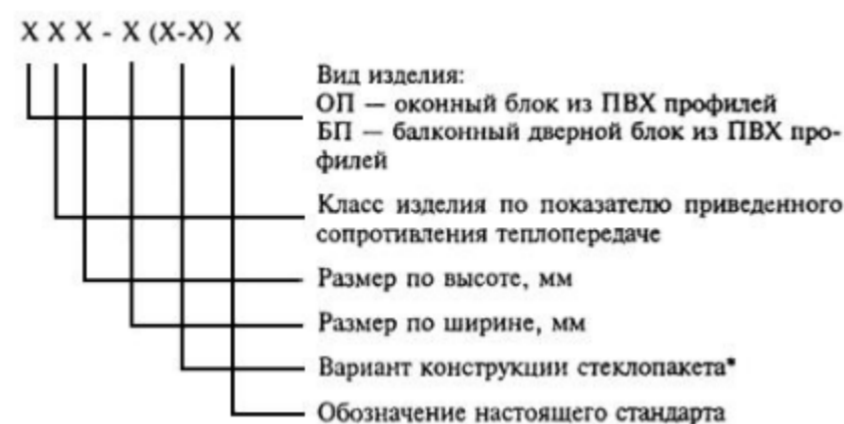 Х Х Х - Х (Х-Х) Х
Вид изделия:
ОП — оконный блок из ПВХ профилей
БП — балконный дверной блок из ПВХ про-
филей
Класс изделия по показателю приведенного
сопротивления теплопередаче
Размер по высоте, мм
Размер по ширине, мм
Вариант конструкции стеклопакета*
Обозначение настоящего стандарта